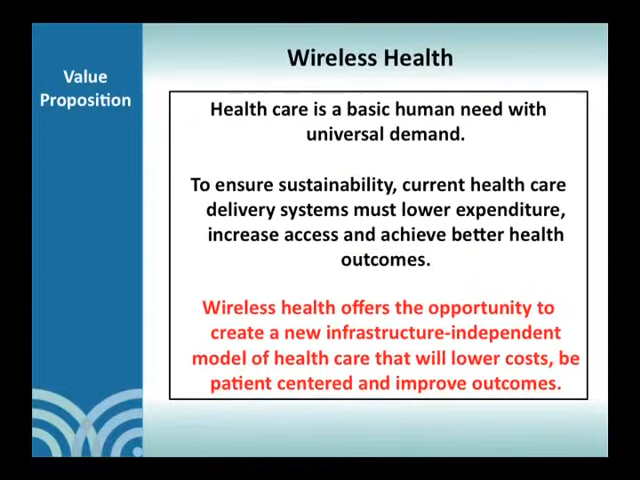 Wireless Health
Value
Proposition
Health care is a basic human need with
universal demand.
To ensure sustainability, current health care
delivery systems must lower expenditure,
increase access and achieve better health
outcomes.
Wireless health offers the opportunity to
create a new infrastructure-independent
model of health care that will lower costs, be
patient centered and improve outcomes.